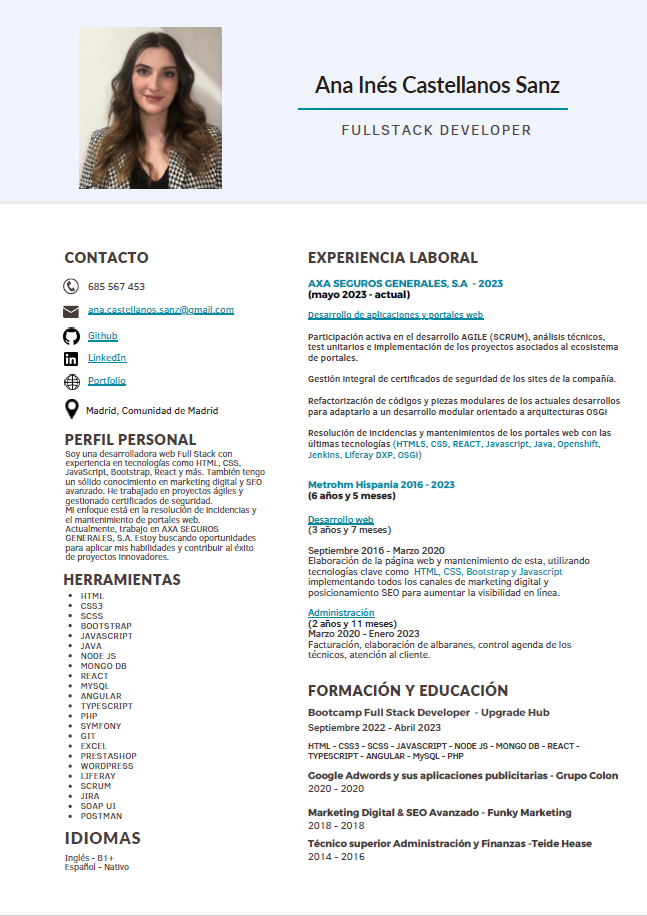 Ana Inés Castellanos Sanz
FULLSTACK DEVELOPER
CONTACTO
685 567 453
ana.castellanos.sanz@gmail.com
Github
LinkedIn
Portfolio
Madrid, Comunidad de Madrid
PERFIL PERSONAL
Soy una desarrolladora web Full Stack con
experiencia en tecnologías como HTML, CSS,
JavaScript, Bootstrap, React y más. También tengo
un sólido conocimiento en marketing digital y SEO
avanzado. He trabajado en proyectos ágiles y
gestionado certificados de seguridad.
Mi enfoque está en la resolución de incidencias y
el mantenimiento de portales web.
Actualmente, trabajo en AXA SEGUROS
GENERALES, S.A. Estoy buscando oportunidades
para aplicar mis habilidades y contribuir al éxito
de proyectos innovadores.
HERRAMIENTAS
• HTML
• CSS3
• SCSS
• BOOTSTRAP
• JAVASCRIPT
• JAVA
• NODE JS
• MONGO DB
• REACT
• MYSQL
• ANGULAR
• TYPESCRIPT
• PHP
• SYMFONY
• GIT
• EXCEL
• PRESTASHOP
• WORDPRESS
• LIFERAY
• SCRUM
• JIRA
• SOAP UI
• POSTMAN
IDIOMAS
Inglés - B1+
Español - Nativo
EXPERIENCIA LABORAL
AXA SEGUROS GENERALES, S.A - 2023
(mayo 2023 - actual)
Desarrollo de aplicaciones y portales web
Participación activa en el desarrollo AGILE (SCRUM), análisis técnicos,
test unitarios e implementación de los proyectos asociados al ecosistema
de portales.
Gestión integral de certificados de seguridad de los sites de la compañía.
Refactorización de códigos y piezas modulares de los actuales desarrollos
para adaptarlo a un desarrollo modular orientado a arquitecturas OSGI
Resolución de incidencias y mantenimientos de los portales web con las
últimas tecnologías (HTML5, CSS, REACT, Javascript, Java, Openshift,
Jenkins, Liferay DXP, OSGI)
Metrohm Hispania 2016 - 2023
(6 años y 5 meses)
Desarrollo web
(3 años y 7 meses)
Septiembre 2016 - Marzo 2020
Elaboración de la página web y mantenimiento de esta, utilizando
tecnologías clave como HTML, CSS, Bootstrap y Javascript
implementando todos los canales de marketing digital y
posicionamiento SEO para aumentar la visibilidad en línea.
Administración
(2 años y 11 meses)
Marzo 2020 - Enero 2023
Facturación, elaboración de albaranes, control agenda de los
técnicos, atención al cliente.
FORMACIÓN Y EDUCACIÓN
Bootcamp Full Stack Developer - Upgrade Hub
Septiembre 2022 - Abril 2023
HTML - CSS3 - SCSS - JAVASCRIPT - NODE JS - MONGO DB - REACT -
TYPESCRIPT - ANGULAR - MySQL - PHP
Google Adwords y sus aplicaciones publicitarias - Grupo Colon
2020 - 2020
Marketing Digital & SEO Avanzado - Funky Marketing
2018 - 2018
Técnico superior Administración y Finanzas -Teide Hease
2014 - 2016